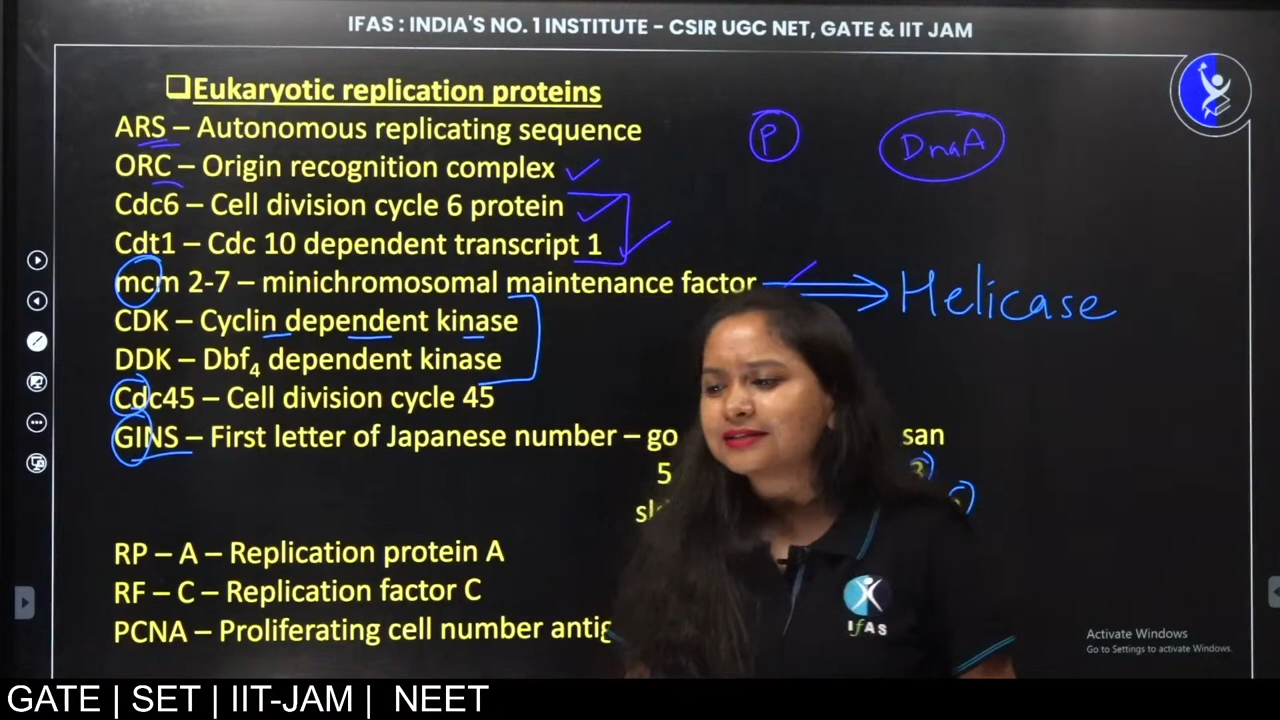 IFAS : INDIA'S NO. 1 INSTITUTE – CSIR UGC NET, GATE & IIT JAM
Eukaryotic replication proteins
ARS – Autonomous replicating sequence
P
DnaA
ORC – Origin recognition complex
Cdc6 – Cell division cycle 6 protein
Cdt1 – Cdc 10 dependent transcript 1
mcm 2-7 – minichromosomal maintenance factor
Helicase
CDK – Cyclin dependent kinase
DDK – Dbf4 dependent kinase
Cdc45 – Cell division cycle 45
GINS – First letter of Japanese number – go san
5 3
RP – A – Replication protein A
RF – C – Replication factor C
PCNA – Proliferating cell number
IFAS
Activate Windows
Go to Settings to activate Windows.
GATE | SET | IIT-JAM | NEET